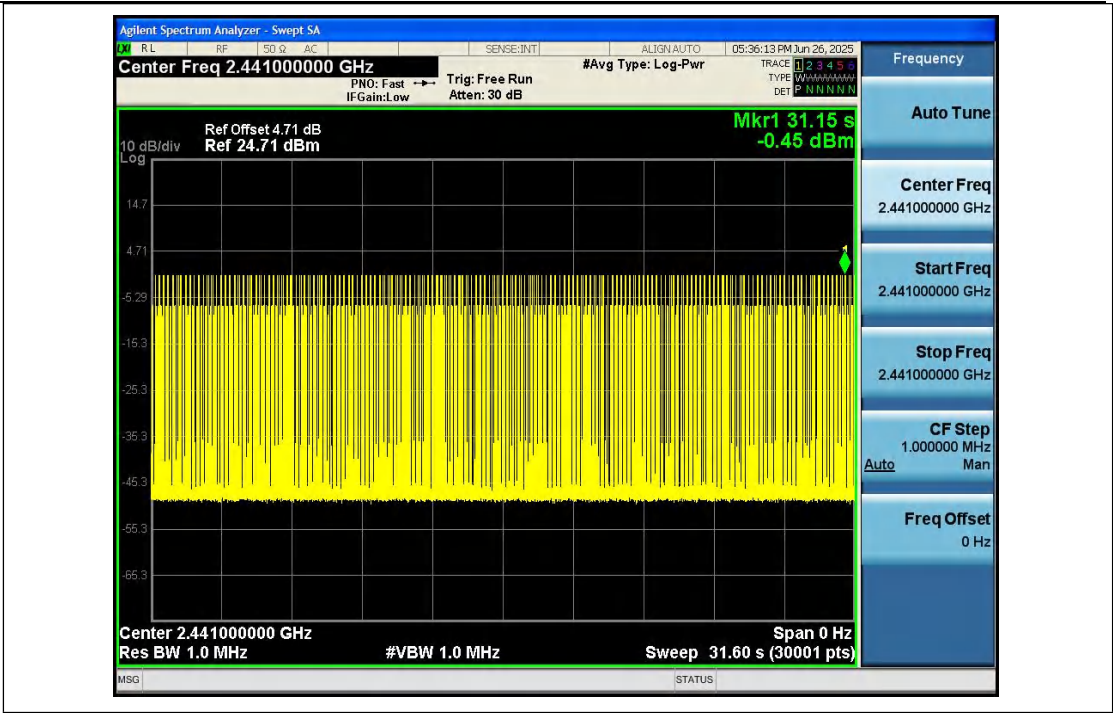 Agilent Spectrum Analyzer - Swept SA
LXI RL RF 50 Ω AC SENSE:INT ALIGN AUTO 05:36:13 PM Jun 26, 2025
Center Freq 2.441000000 GHz #Avg Type: Log-Pwr TRACE 1 2 3 4 5 6
PNO: Fast Trig: Free Run TYPE WWWWWW
IFGain:Low Atten: 30 dB DET P N N N N N
Frequency
Auto Tune
Center Freq
2.441000000 GHz
Start Freq
2.441000000 GHz
Stop Freq
2.441000000 GHz
CF Step
1.000000 MHz
Auto Man
Freq Offset
0 Hz
Mkr1 31.15 s
-0.45 dBm
Ref Offset 4.71 dB
10 dB/div Ref 24.71 dBm
Log
14.7
4.71
-5.29
-15.3
-25.3
-35.3
-45.3
-55.3
-65.3
1
Center 2.441000000 GHz Span 0 Hz
Res BW 1.0 MHz #VBW 1.0 MHz Sweep 31.60 s (30001 pts)
MSG STATUS